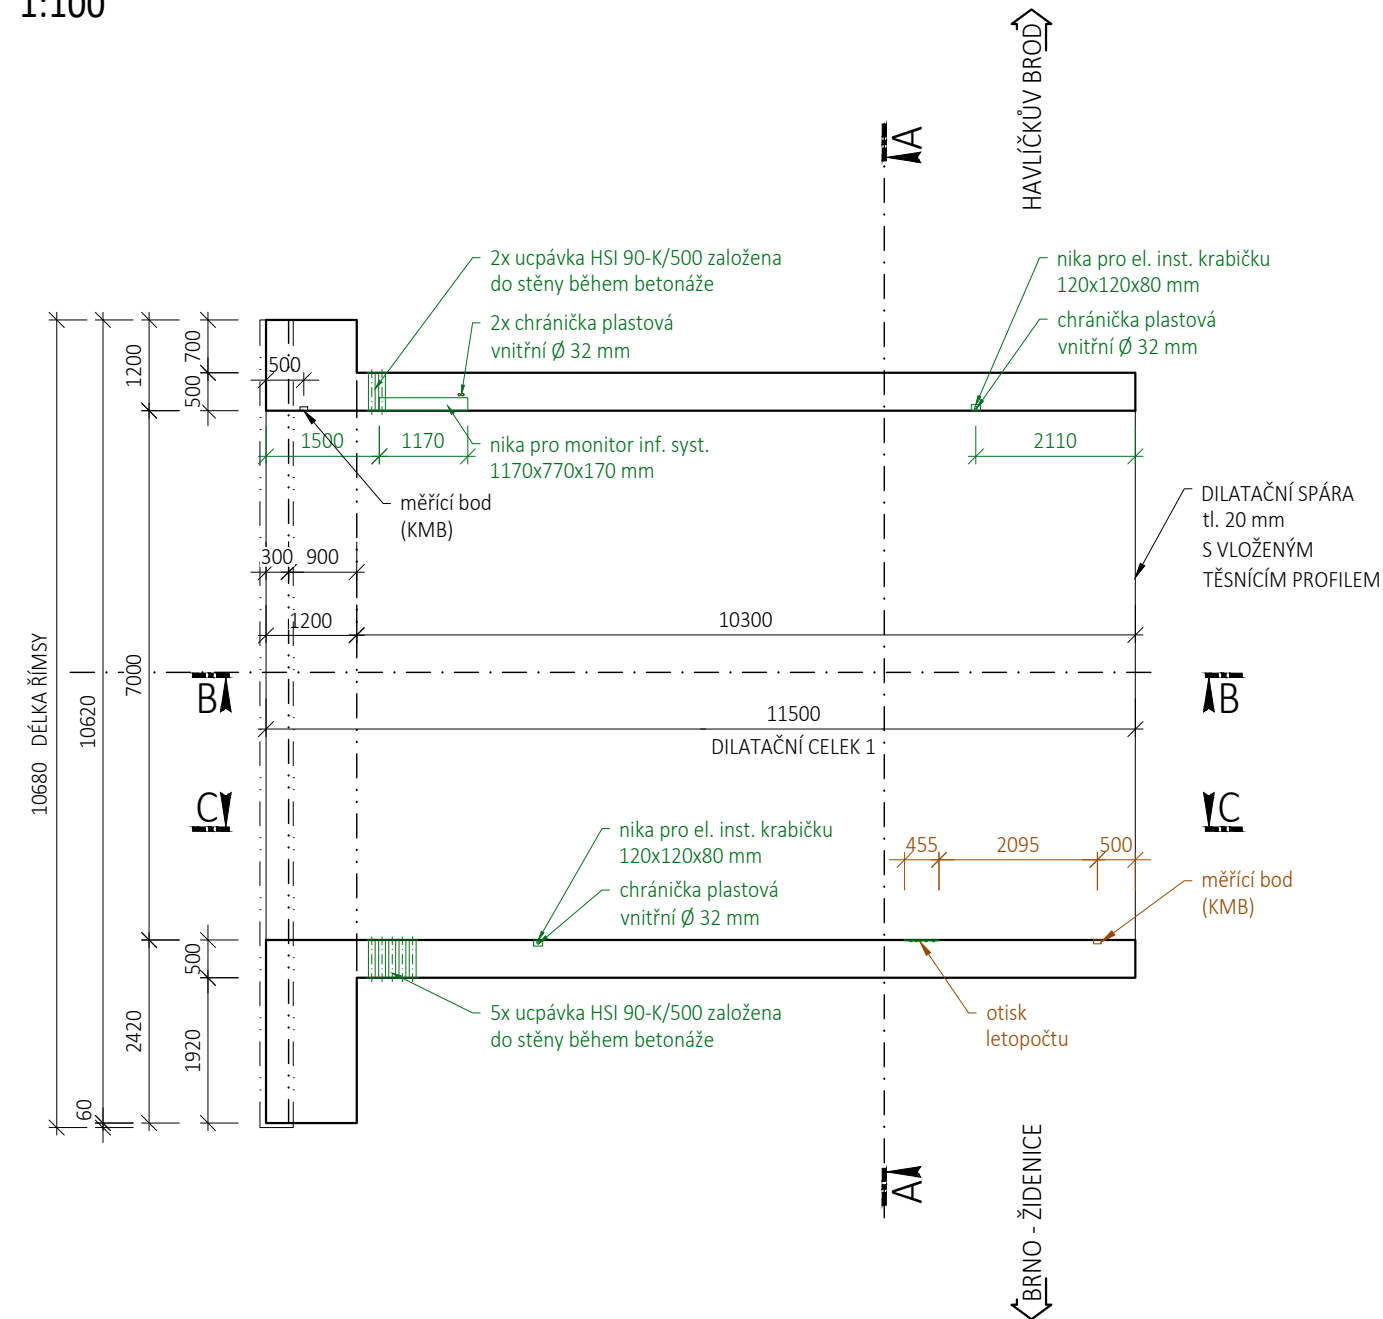 1:100
HAVLÍČKŮV BROD
A
2x ucpávka HSI 90-K/500 založena
do stěny během betonáže
2x chránička plastová
vnitřní Ø 32 mm
nika pro el. inst. krabičku
120x120x80 mm
chránička plastová
vnitřní Ø 32 mm
700
1200
500
500
1500
1170
2110
nika pro monitor inf. syst.
1170x770x170 mm
měřící bod
(KMB)
DILATAČNÍ SPÁRA
tl. 20 mm
S VLOŽENÝM
TĚSNÍCÍM PROFILEM
300
900
1200
10300
10680 DÉLKA ŘÍMSY
10620
7000
B
B
11500
DILATAČNÍ CELEK 1
C
C
nika pro el. inst. krabičku
120x120x80 mm
chránička plastová
vnitřní Ø 32 mm
455
2095
500
měřící bod
(KMB)
500
2420
1920
60
5x ucpávka HSI 90-K/500 založena
do stěny během betonáže
otisk
letopočtu
A
BRNO - ŽIDENICE